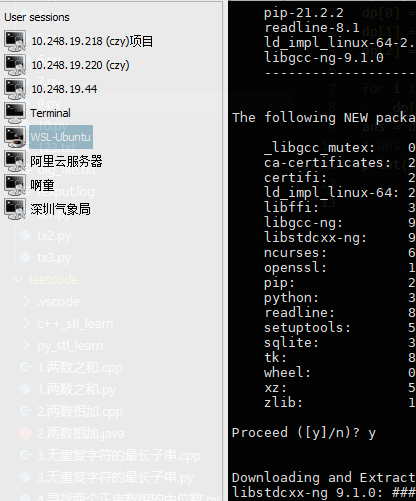 User sessions
10.248.19.218 (czy)项目
10.248.19.220 (czy)
10.248.19.44
Terminal
WSL-Ubuntu
阿里云服务器
啊童
深圳气象局
tx2.py
tx3.py
leetcode
.vscode
c++_stl_learn
py_stl_learn
1.两数之和.cpp
1.两数之和.py
2.两数相加.cpp
2.两数相加.java
3.无重复字符的最长子串.cpp
3.无重复字符的最长子串.py
pip-21.2.2
readline-8.1
ld_impl_linux-64-2.
libgcc-ng-9.1.0
------------------
The following NEW packa
_libgcc_mutex: 0
ca-certificates: 2
certifi: 2
ld_impl_linux-64: 2
libffi: 3
libgcc-ng: 9
libstdcxx-ng: 9
ncurses: 6
openssl: 1
pip: 2
python: 3
readline: 8
setuptools: 5
sqlite: 3
tk: 8
wheel: 0
xz: 5
zlib: 1
Proceed ([y]/n)? y
Downloading and Extracti
libstdcxx-ng 9.1.0: ###